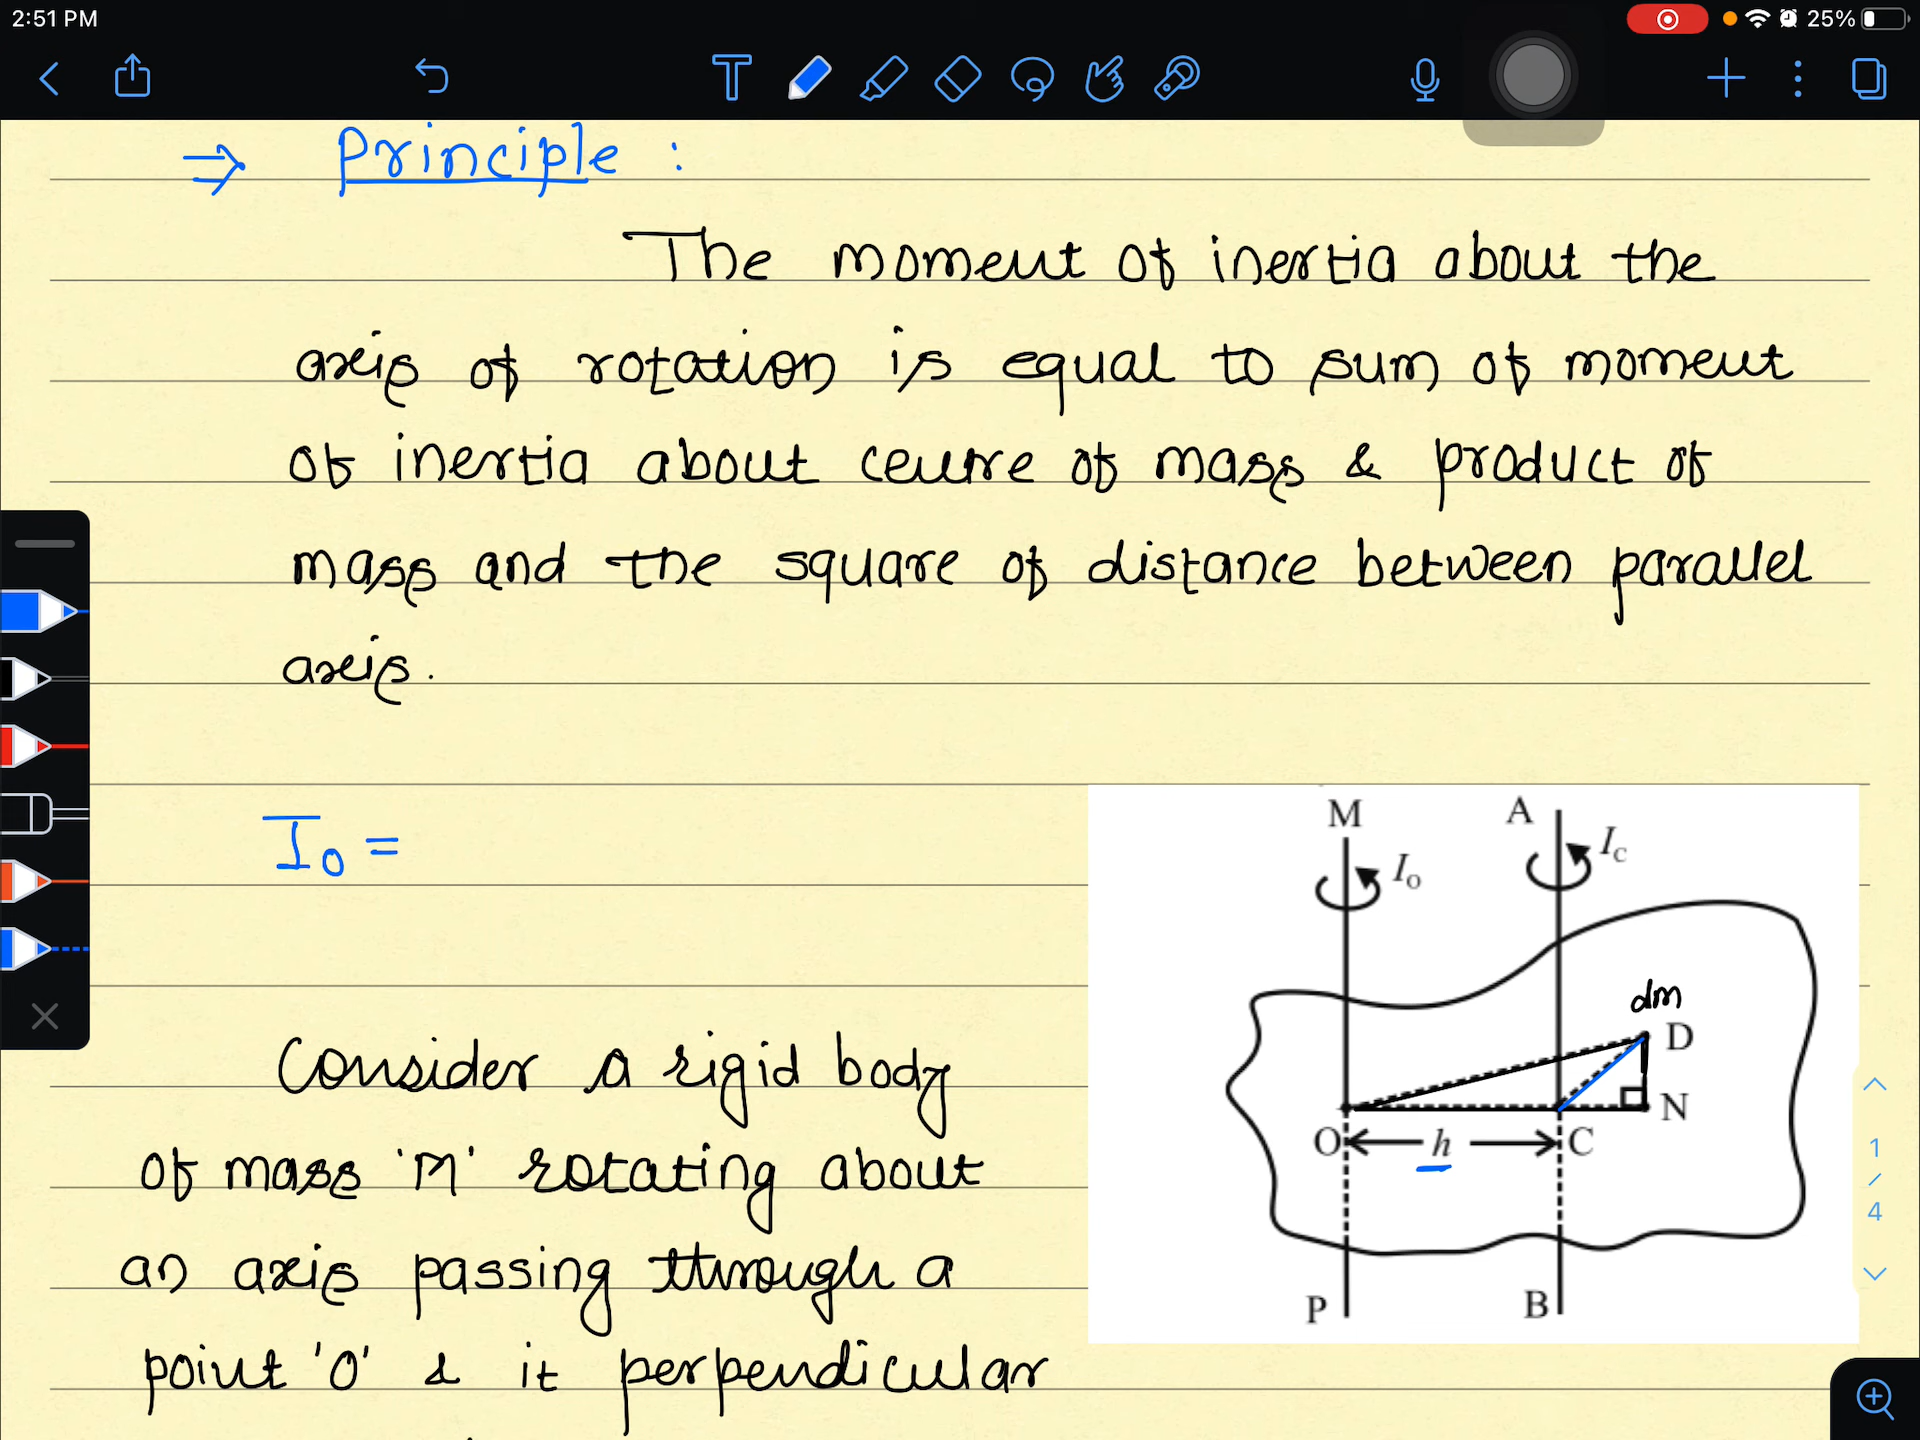 2:51 PM
25%
⇒ Principle :
The moment of inertia about the
axis of rotation is equal to sum of moment
of inertia about centre of mass & product of
mass and the square of distance between parallel
axis.
I₀ =
M A
I₀ I_c
dm
D
O h C N
P B
Consider a rigid body
of mass 'M' rotating about
an axis passing through a
point 'O' & it perpendicular
1
/
4